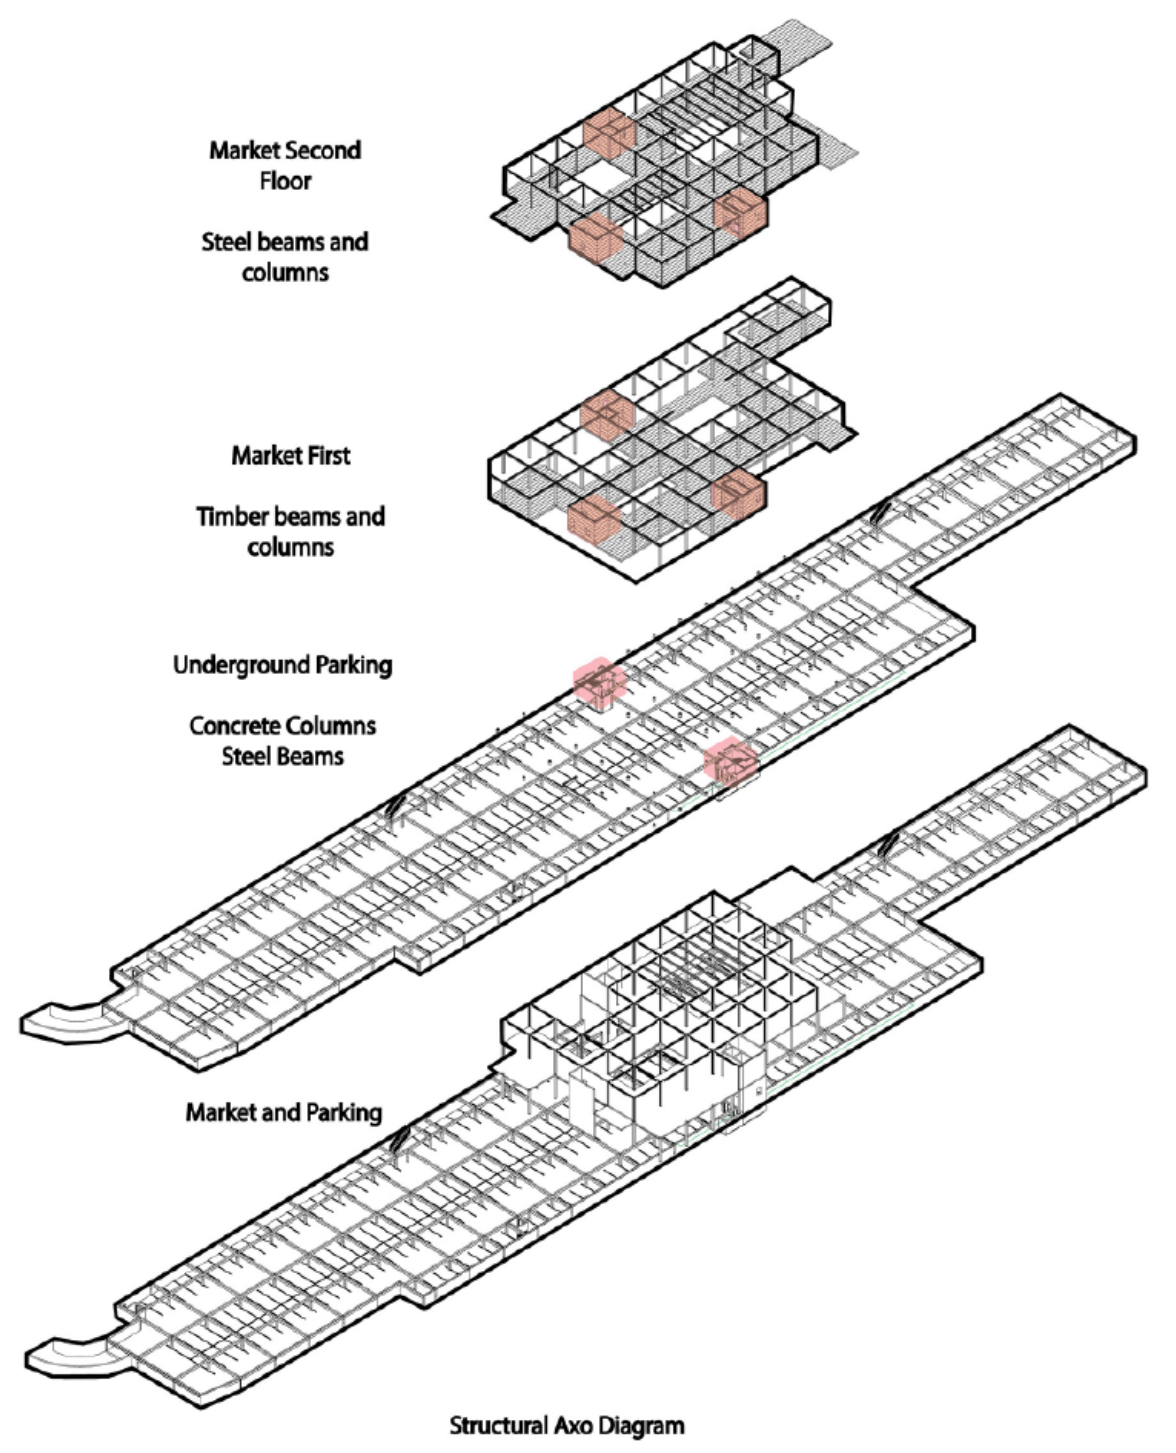 Market Second
Floor
Steel beams and
columns
Market First
Timber beams and
columns
Underground Parking
Concrete Columns
Steel Beams
Market and Parking
Structural Axo Diagram